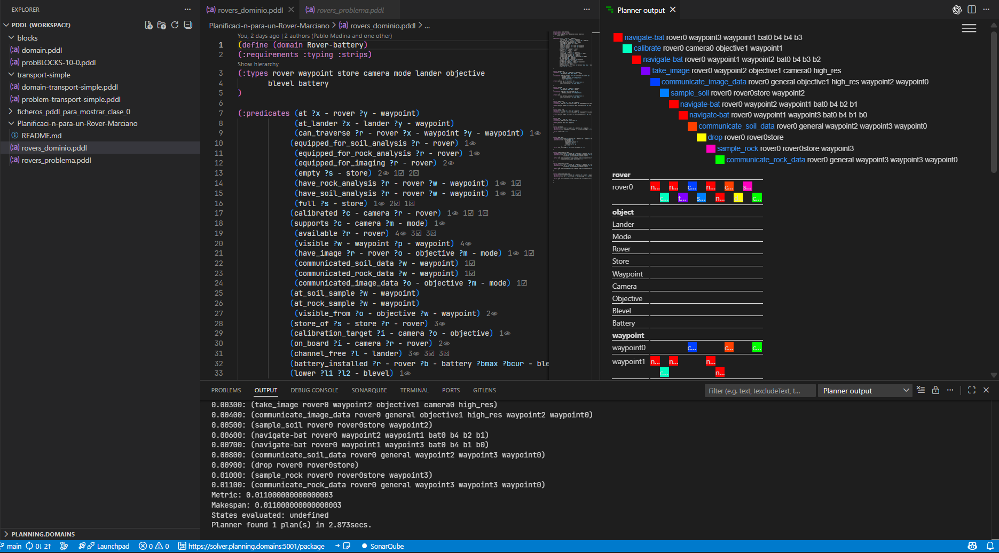 EXPLORER
PDDL (WORKSPACE)
blocks
domain.pddl
probBLOCKS-10-0.pddl
transport-simple
domain-transport-simple.pddl
problem-transport-simple.pddl
ficheros_pddl_para_mostrar_clase_0
Planificaci-n-para-un-Rover-Marciano
README.md
rovers_dominio.pddl
rovers_problema.pddl
PLANNING.DOMAINS
rovers_dominio.pddl
rovers_problema.pddl
Planificaci-n-para-un-Rover-Marciano > rovers_dominio.pddl > ...
You, 2 days ago | 2 authors (Pablo Medina and one other)
1 (define (domain Rover-battery)
2 (:requirements :typing :strips)
Show hierarchy
3 (:types rover waypoint store camera mode lander objective
4 blevel battery
5 )
6
7 (:predicates (at ?x - rover ?y - waypoint)
8 (at_lander ?x - lander ?y - waypoint)
9 (can_traverse ?r - rover ?x - waypoint ?y - waypoint) 1
10 (equipped_for_soil_analysis ?r - rover) 1
11 (equipped_for_rock_analysis ?r - rover) 1
12 (equipped_for_imaging ?r - rover) 2
13 (empty ?s - store) 2 1 2
14 (have_rock_analysis ?r - rover ?w - waypoint) 1 1
15 (have_soil_analysis ?r - rover ?w - waypoint) 1 1
16 (full ?s - store) 1 2 1
17 (calibrated ?c - camera ?r - rover) 1 1 1
18 (supports ?c - camera ?m - mode) 1
19 (available ?r - rover) 4 3 3
20 (visible ?w - waypoint ?p - waypoint) 4
21 (have_image ?r - rover ?o - objective ?m - mode) 1 1
22 (communicated_soil_data ?w - waypoint) 1
23 (communicated_rock_data ?w - waypoint) 1
24 (communicated_image_data ?o - objective ?m - mode) 1
25 (at_soil_sample ?w - waypoint)
26 (at_rock_sample ?w - waypoint)
27 (visible_from ?o - objective ?w - waypoint) 2
28 (store_of ?s - store ?r - rover) 3
29 (calibration_target ?i - camera ?o - objective) 1
30 (on_board ?i - camera ?r - rover) 2
31 (channel_free ?l - lander) 3 3 3
32 (battery_installed ?r - rover ?b - battery ?bmax ?bcur - ble
33 (lower ?l1 ?l2 - blevel) 1
Planner output
navigate-bat rover0 waypoint3 waypoint1 bat0 b4 b4 b3
calibrate rover0 camera0 objective1 waypoint1
navigate-bat rover0 waypoint1 waypoint2 bat0 b4 b3 b2
take_image rover0 waypoint2 objective1 camera0 high_res
communicate_image_data rover0 general objective1 high_res waypoint2 waypoint0
sample_soil rover0 rover0store waypoint2
navigate-bat rover0 waypoint2 waypoint1 bat0 b4 b2 b1
navigate-bat rover0 waypoint1 waypoint3 bat0 b4 b1 b0
communicate_soil_data rover0 general waypoint2 waypoint3 waypoint0
drop rover0 rover0store
sample_rock rover0 rover0store waypoint3
communicate_rock_data rover0 general waypoint3 waypoint3 waypoint0
rover
rover0 n... n... c... n... c... s...
c... t... s... n... d... c...
object
Lander
Mode
Rover
Store
Waypoint
Camera
Objective
Blevel
Battery
waypoint
waypoint0 c... c... c...
waypoint1 n... n... n...
c... n...
PROBLEMS OUTPUT DEBUG CONSOLE SONARQUBE TERMINAL PORTS GITLENS
Filter (e.g. text, !excludeText, t...
Planner output
0.00300: (take_image rover0 waypoint2 objective1 camera0 high_res)
0.00400: (communicate_image_data rover0 general objective1 high_res waypoint2 waypoint0)
0.00500: (sample_soil rover0 rover0store waypoint2)
0.00600: (navigate-bat rover0 waypoint2 waypoint1 bat0 b4 b2 b1)
0.00700: (navigate-bat rover0 waypoint1 waypoint3 bat0 b4 b1 b0)
0.00800: (communicate_soil_data rover0 general waypoint2 waypoint3 waypoint0)
0.00900: (drop rover0 rover0store)
0.01000: (sample_rock rover0 rover0store waypoint3)
0.01100: (communicate_rock_data rover0 general waypoint3 waypoint3 waypoint0)
Metric: 0.011000000000000003
Makespan: 0.011000000000000003
States evaluated: undefined
Planner found 1 plan(s) in 2.873secs.
main 0↓ 2↑ Launchpad 0 0 https://solver.planning.domains:5001/package SonarQube